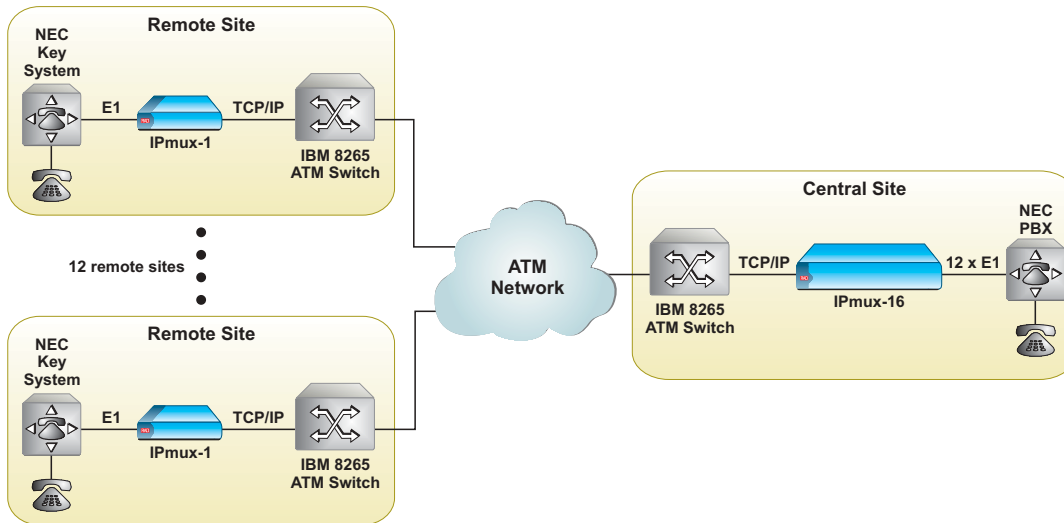 Remote Site
NEC
Key
System
E1
TCP/IP
IPmux-1
IBM 8265
ATM Switch
12 remote sites
Remote Site
NEC
Key
System
E1
TCP/IP
IPmux-1
IBM 8265
ATM Switch
ATM
Network
Central Site
NEC
PBX
TCP/IP
12 x E1
IPmux-16
IBM 8265
ATM Switch